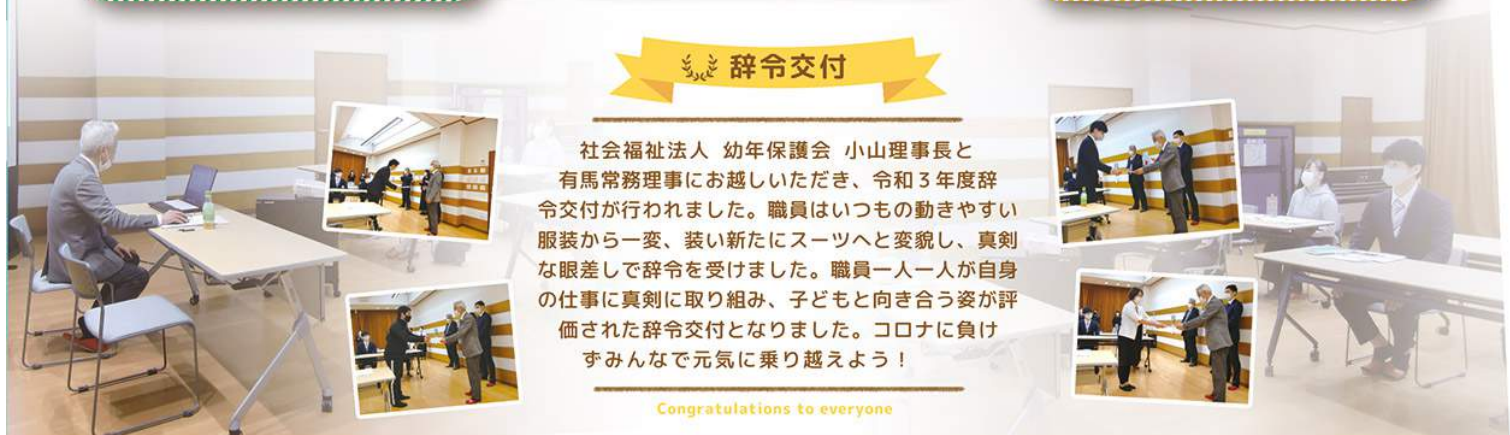 辞令交付
社会福祉法人 幼年保護会 小山理事長と
有馬常務理事にお越しいただき、令和３年度辞
令交付が行われました。職員はいつもの動きやすい
服装から一変、装い新たにスーツへと変貌し、真剣
な眼差しで辞令を受けました。職員一人一人が自身
の仕事に真剣に取り組み、子どもと向き合う姿が評
価された辞令交付となりました。コロナに負け
ずみんなで元気に乗り越えよう！
Congratulations to everyone